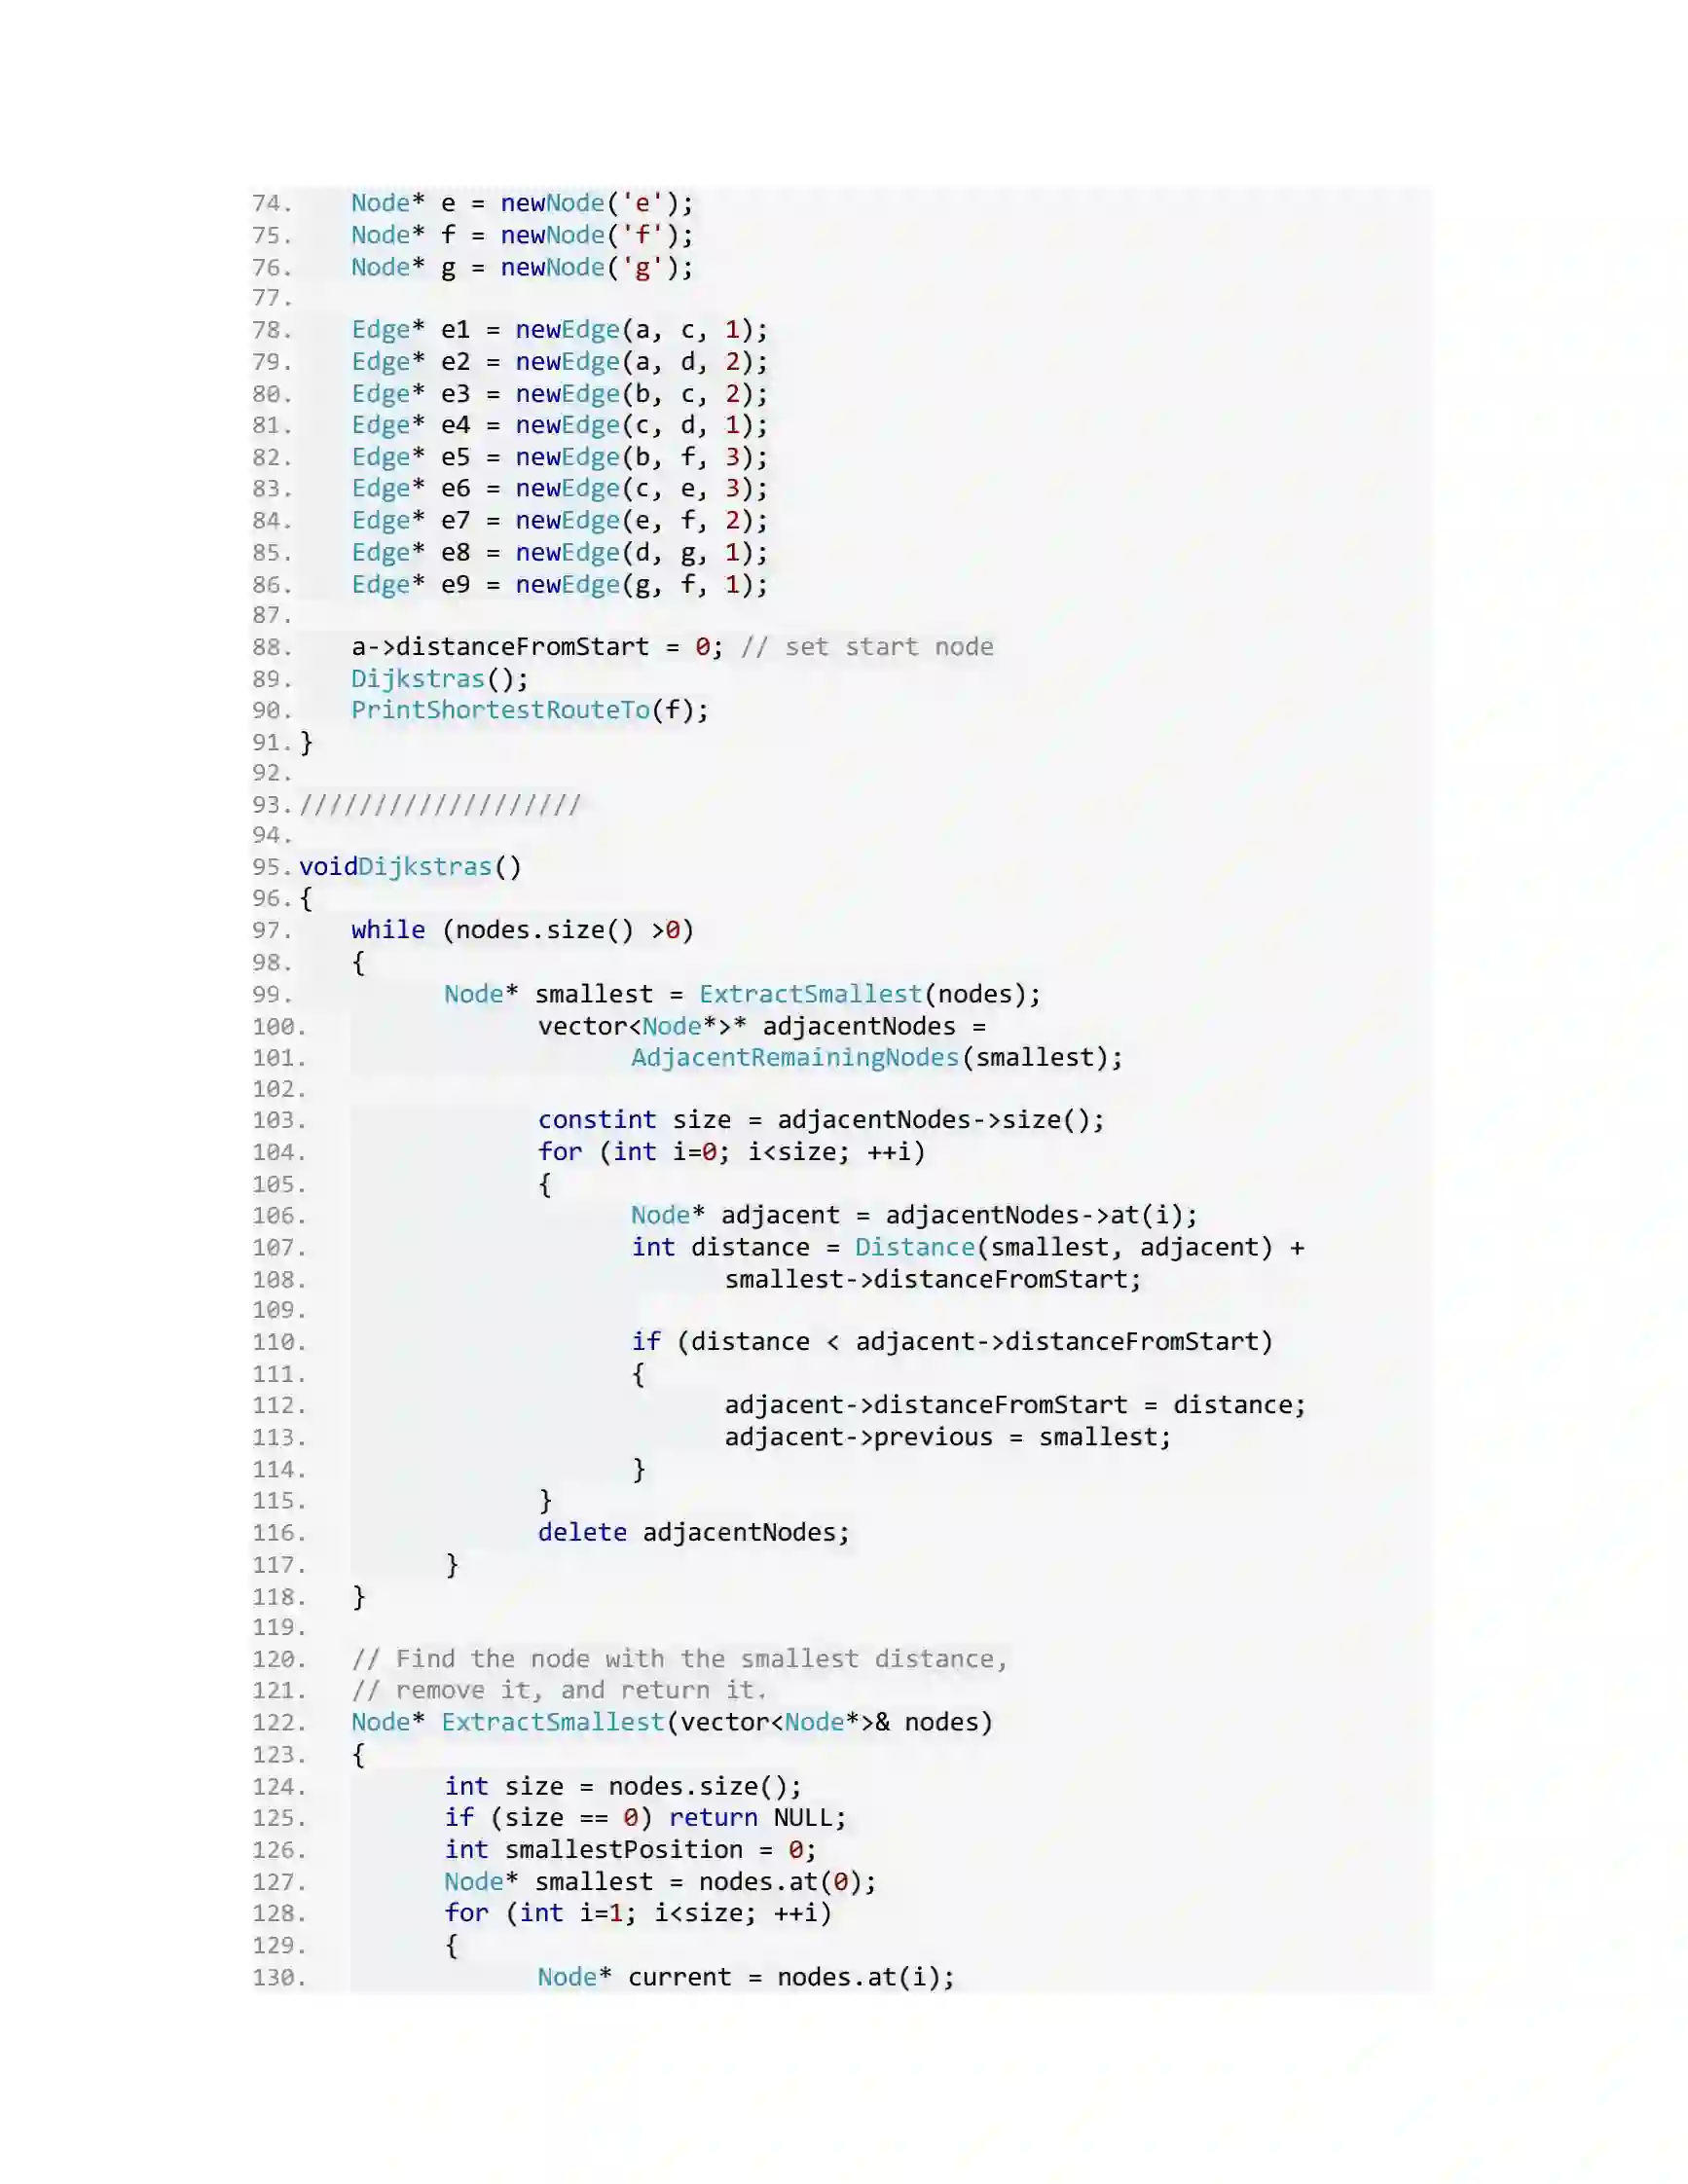 74. Node* e = newNode('e');
75. Node* f = newNode('f');
76. Node* g = newNode('g');
77.
78. Edge* e1 = newEdge(a, c, 1);
79. Edge* e2 = newEdge(a, d, 2);
80. Edge* e3 = newEdge(b, c, 2);
81. Edge* e4 = newEdge(c, d, 1);
82. Edge* e5 = newEdge(b, f, 3);
83. Edge* e6 = newEdge(c, e, 3);
84. Edge* e7 = newEdge(e, f, 2);
85. Edge* e8 = newEdge(d, g, 1);
86. Edge* e9 = newEdge(g, f, 1);
87.
88. a->distanceFromStart = 0; // set start node
89. Dijkstras();
90. PrintShortestRouteTo(f);
91. }
92.
93. ///////////////////
94.
95. voidDijkstras()
96. {
97. while (nodes.size() >0)
98. {
99. Node* smallest = ExtractSmallest(nodes);
100. vector<Node*>* adjacentNodes =
101. AdjacentRemainingNodes(smallest);
102.
103. constint size = adjacentNodes->size();
104. for (int i=0; i<size; ++i)
105. {
106. Node* adjacent = adjacentNodes->at(i);
107. int distance = Distance(smallest, adjacent) +
108. smallest->distanceFromStart;
109.
110. if (distance < adjacent->distanceFromStart)
111. {
112. adjacent->distanceFromStart = distance;
113. adjacent->previous = smallest;
114. }
115. }
116. delete adjacentNodes;
117. }
118. }
119.
120. // Find the node with the smallest distance,
121. // remove it, and return it.
122. Node* ExtractSmallest(vector<Node*>& nodes)
123. {
124. int size = nodes.size();
125. if (size == 0) return NULL;
126. int smallestPosition = 0;
127. Node* smallest = nodes.at(0);
128. for (int i=1; i<size; ++i)
129. {
130. Node* current = nodes.at(i);